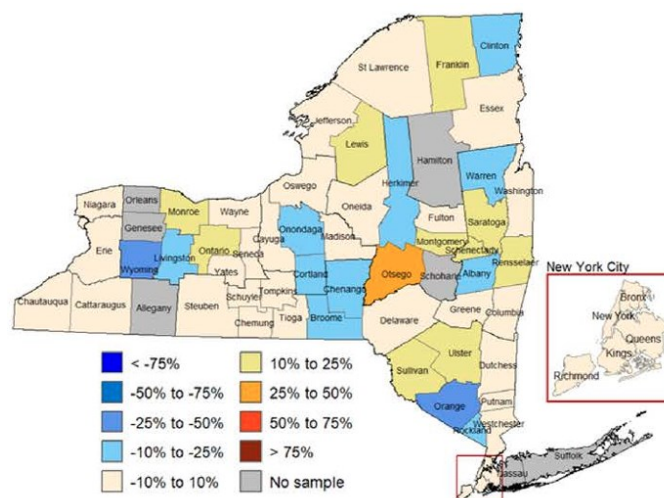 Clinton
Franklin
St Lawrence
Essex
Jefferson
Lewis
Hamilton
Warren
Herkimer
Washington
Oswego
Oneida
Fulton
Saratoga
Orleans
Niagara
Monroe
Wayne
Genesee
Onondaga
Madison
Montgomery
Schenectady
Rensselaer
Ontario
Cayuga
Seneca
Erie
Wyoming
Livingston
Yates
Cortland
Chenango
Otsego
Schoharie
Albany
New York City
Chautauqua
Cattaraugus
Allegany
Steuben
Schuyler
Tompkins
Chemung
Tioga
Broome
Delaware
Greene
Columbia
Bronx
New York
Queens
Kings
Richmond
Ulster
Sullivan
Dutchess
Orange
Putnam
Rockland
Westchester
Suffolk
Nassau
< -75%
-50% to -75%
-25% to -50%
-10% to -25%
-10% to 10%
10% to 25%
25% to 50%
50% to 75%
> 75%
No sample